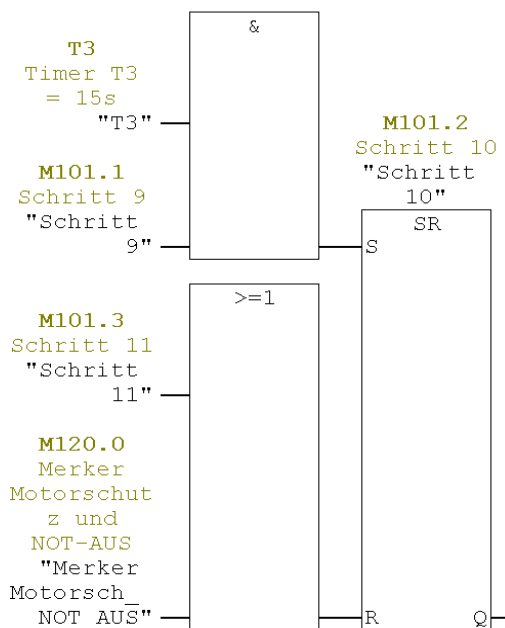 &
T3
Timer T3
= 15s
"T3"
M101.1
Schritt 9
"Schritt
9"
M101.2
Schritt 10
"Schritt
10"
SR
S
>=1
M101.3
Schritt 11
"Schritt
11"
M120.0
Merker
Motorschut
z und
NOT-AUS
"Merker
Motorsch_
NOT AUS"
R
Q